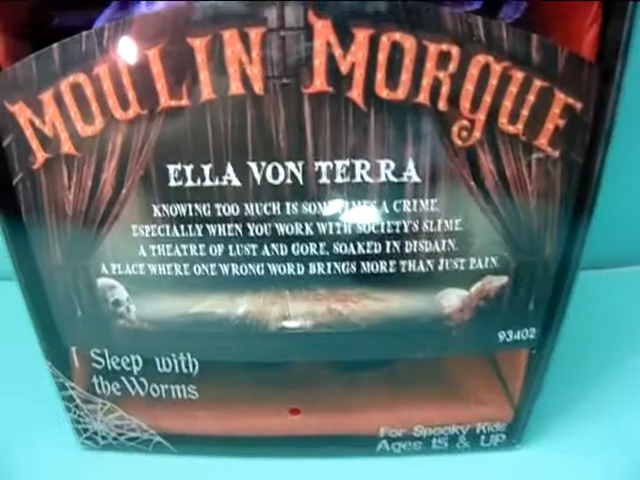 MOULIN MORGUE
ELLA VON TERRA
KNOWING TOO MUCH IS SOMETIMES A CRIME,
ESPECIALLY WHEN YOU WORK WITH SOCIETY'S SLIME.
A THEATRE OF LUST AND GORE, SOAKED IN DISDAIN.
A PLACE WHERE ONE WRONG WORD BRINGS MORE THAN JUST PAIN.
93402
I Sleep with
the Worms
For Spooky Kids
Ages 15 & UP